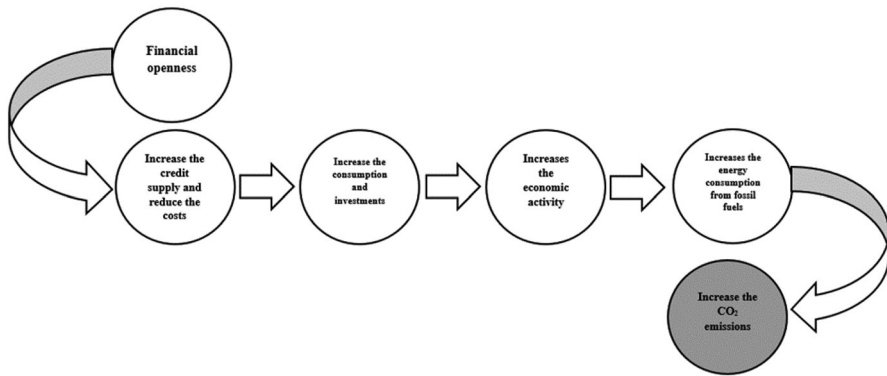 Financial
openness
Increase the
credit
supply and
reduce the
costs
Increase the
consumption
and
investments
Increases
the
economic
activity
Increases the
energy
consumption
from fossil
fuels
Increase the
CO₂
emissions